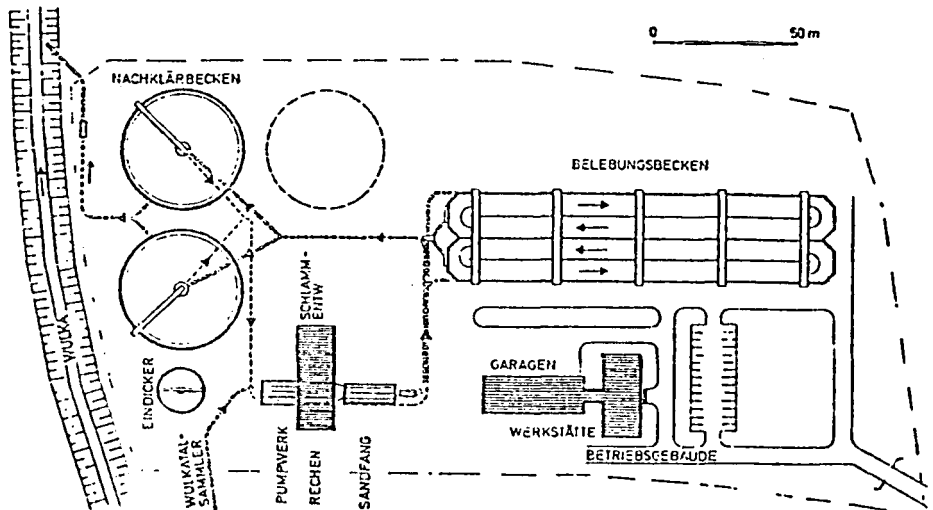 0 50 m
NACHKLÄRBECKEN
BELEBUNGSBECKEN
SCHLAMM-
ENTW
WULKA
GARAGEN
EINDICKER
WERKSTÄTTE
BETRIEBSGEBÄUDE
WULKATAL-
SAMMLER
PUMPWERK
RECHEN
SANDFANG